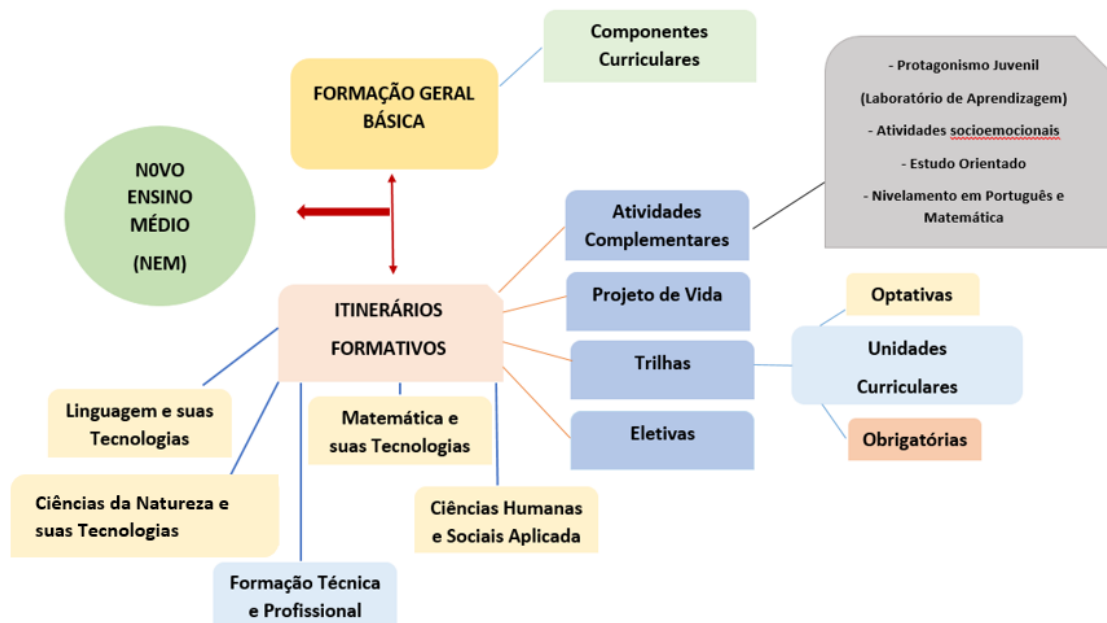 Componentes
Curriculares
FORMAÇÃO GERAL
BÁSICA
- Protagonismo Juvenil
(Laboratório de Aprendizagem)
- Atividades socioemocionais
- Estudo Orientado
- Nivelamento em Português e
Matemática
N0VO
ENSINO
MÉDIO
(NEM)
Atividades
Complementares
Projeto de Vida
Trilhas
Eletivas
Optativas
Unidades
Curriculares
Obrigatórias
ITINERÁRIOS
FORMATIVOS
Linguagem e suas
Tecnologias
Matemática e
suas Tecnologias
Ciências da Natureza e
suas Tecnologias
Ciências Humanas
e Sociais Aplicada
Formação Técnica
e Profissional